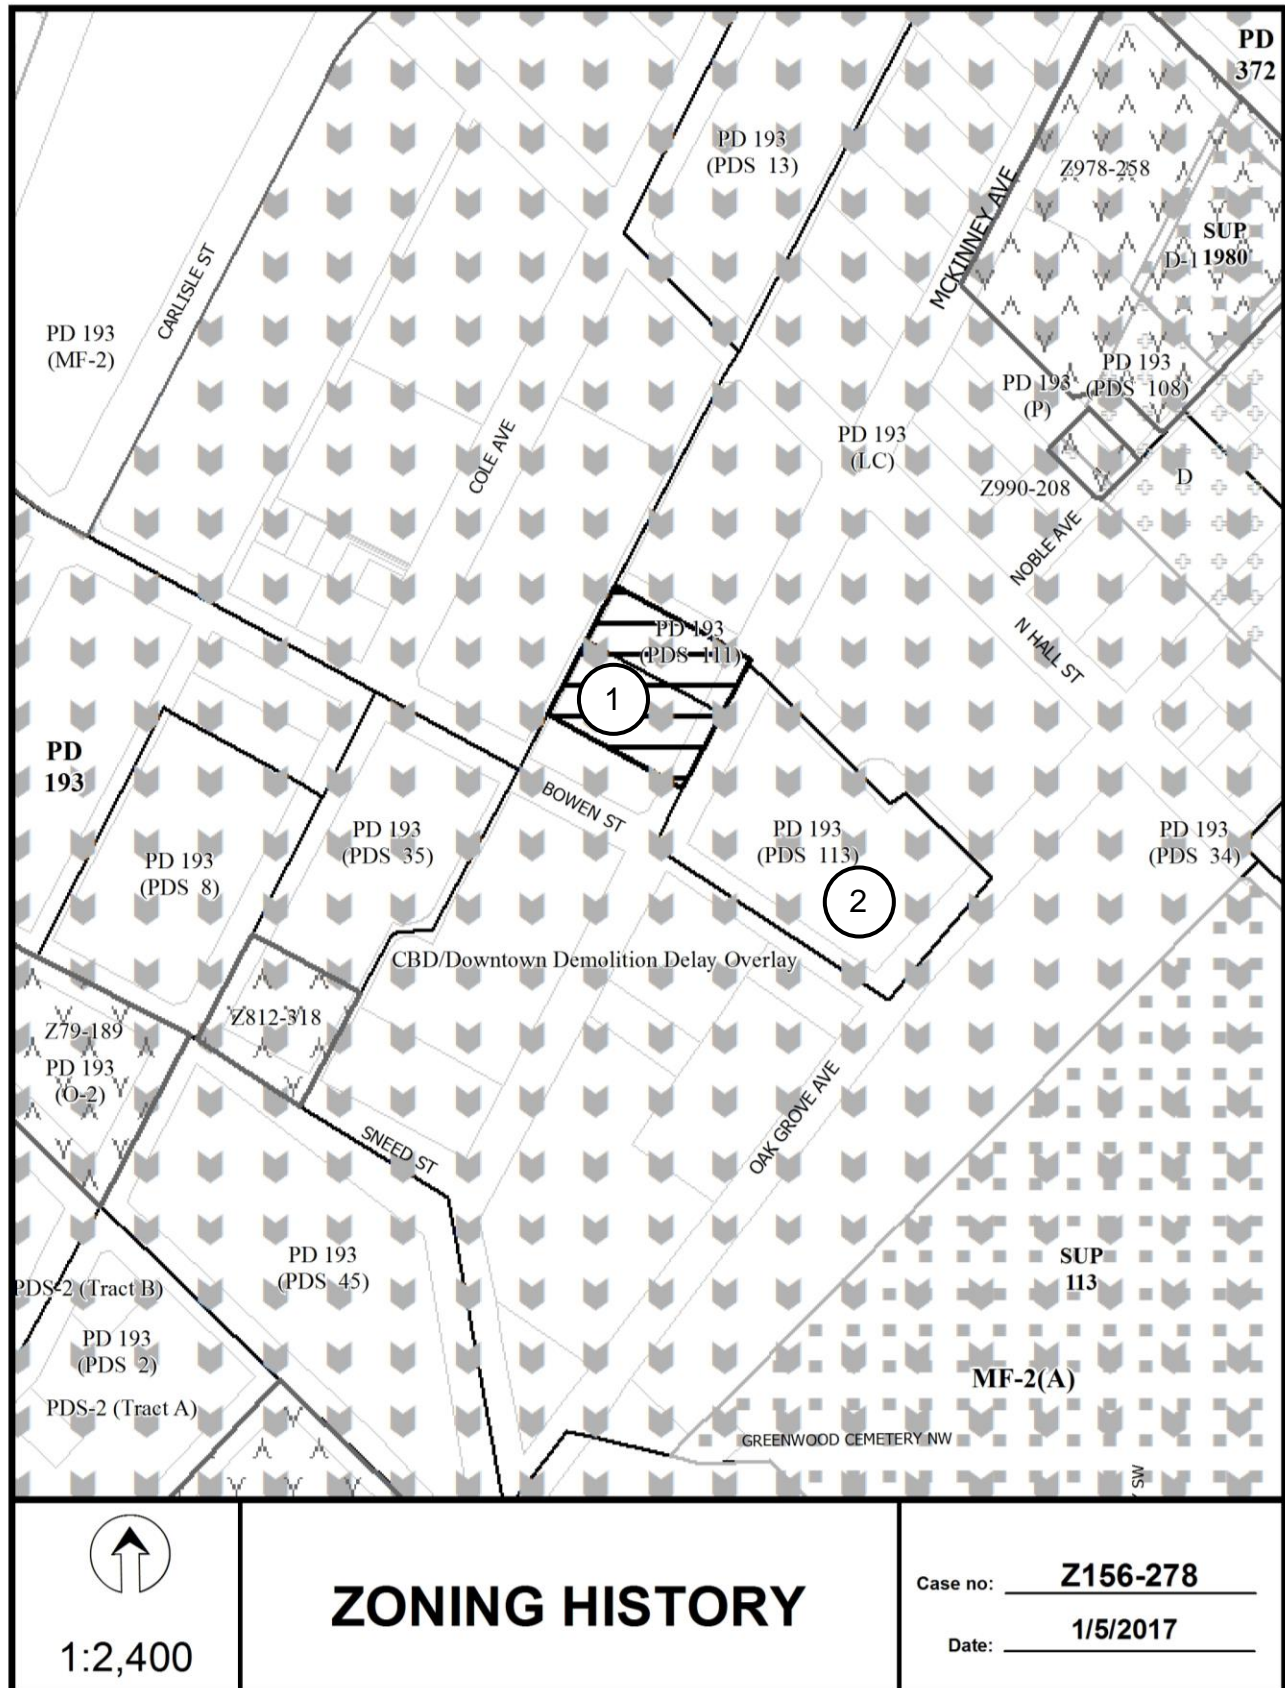 PD
372
PD 193
(PDS 13)
Z978-258
MCKINNEY AVE
SUP
D-1 1980
CARLISLE ST
PD 193
(MF-2)
PD 193
(PDS 108)
PD 193
(P)
PD 193
(LC)
COLE AVE
Z990-208
D
NOBLE AVE
N HALL ST
PD 193
(PDS 111)
1
PD
193
BOWEN ST
PD 193
(PDS 35)
PD 193
(PDS 113)
PD 193
(PDS 34)
PD 193
(PDS 8)
2
CBD/Downtown Demolition Delay Overlay
Z812-318
Z79-189
PD 193
(O-2)
OAK GROVE AVE
SNEED ST
PD 193
(PDS 45)
SUP
113
PDS-2 (Tract B)
PD 193
(PDS 2)
MF-2(A)
PDS-2 (Tract A)
GREENWOOD CEMETERY NW
SW
1:2,400
ZONING HISTORY
Case no: Z156-278
Date: 1/5/2017